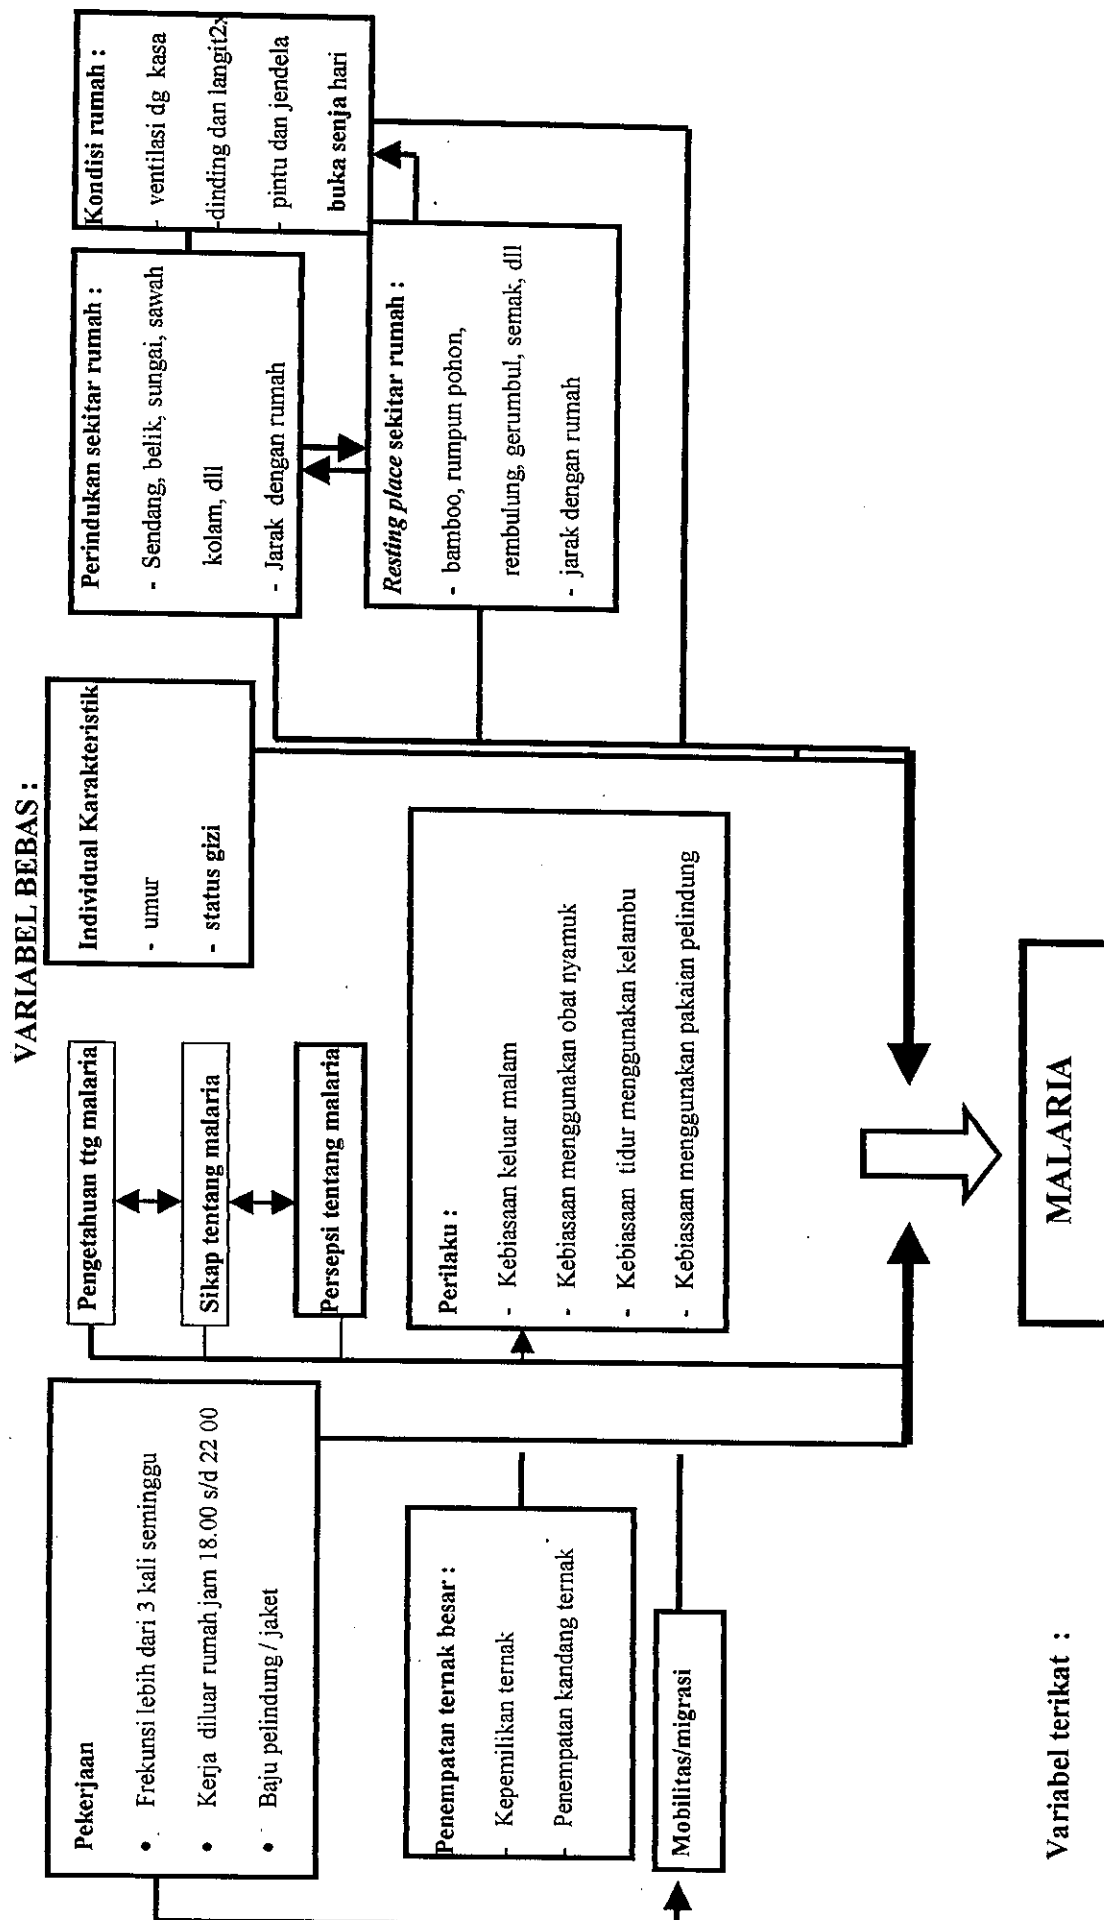 VARIABEL BEBAS :
Pekerjaan
• Frekunsi lebih dari 3 kali seminggu
• Kerja diluar rumah jam 18.00 s/d 22 00
• Baju pelindung / jaket
Pengetahuan ttg malaria
Sikap tentang malaria
Persepsi tentang malaria
Individual Karakteristik
- umur
- status gizi
Perindukan sekitar rumah :
- Sendang, belik, sungai, sawah
kolam, dll
- Jarak dengan rumah
Kondisi rumah :
- ventilasi dg kasa
-dinding dan langit2x
- pintu dan jendela
buka senja hari
Penempatan ternak besar :
- Kepemilikan ternak
- Penempatan kandang ternak
Perilaku :
- Kebiasaan keluar malam
- Kebiasaan menggunakan obat nyamuk
- Kebiasaan tidur menggunakan kelambu
- Kebiasaan menggunakan pakaian pelindung
Resting place sekitar rumah :
- bamboo, rumpun pohon,
rembulung, gerumbul, semak, dll
- jarak dengan rumah
Mobilitas/migrasi
Variabel terikat :
MALARIA